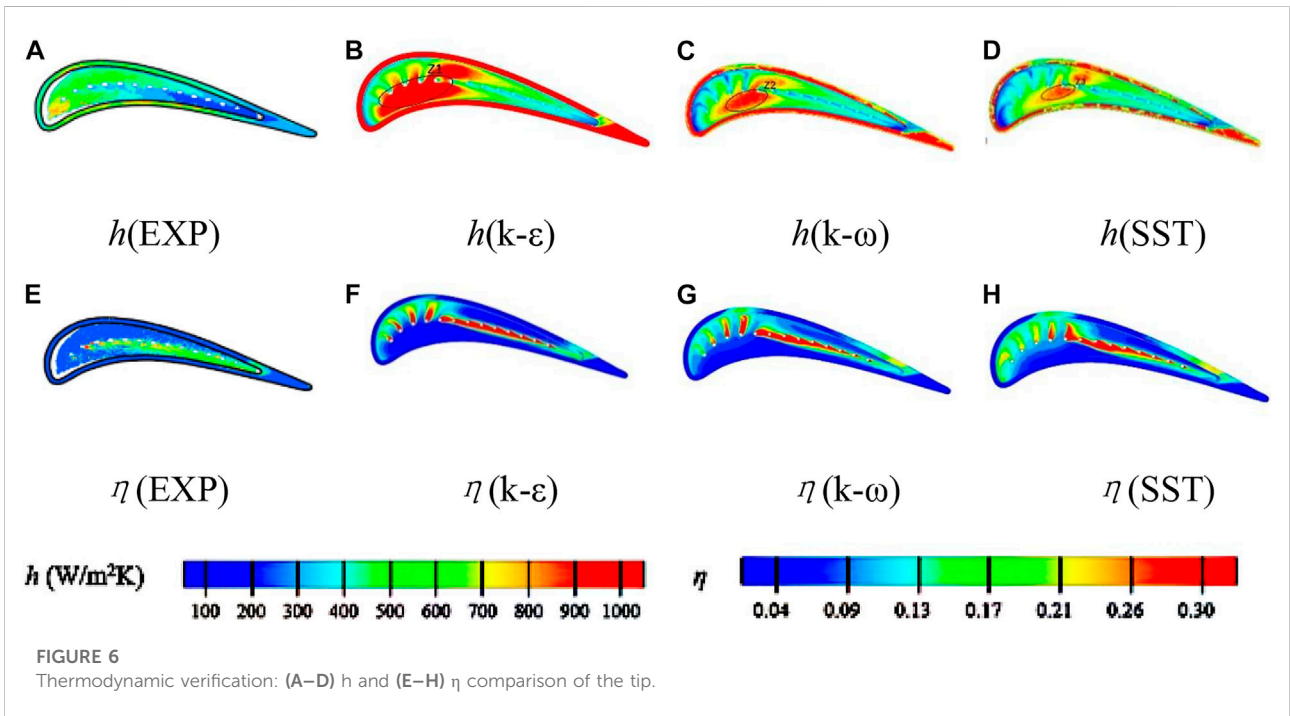 A B C D
Z1 Z2 Z3
h(EXP) h(k-ε) h(k-ω) h(SST)
E F G H
η (EXP) η (k-ε) η (k-ω) η (SST)
h (W/m²K)
100 200 300 400 500 600 700 800 900 1000
η
0.04 0.09 0.13 0.17 0.21 0.26 0.30
FIGURE 6
Thermodynamic verification: (A–D) h and (E–H) η comparison of the tip.